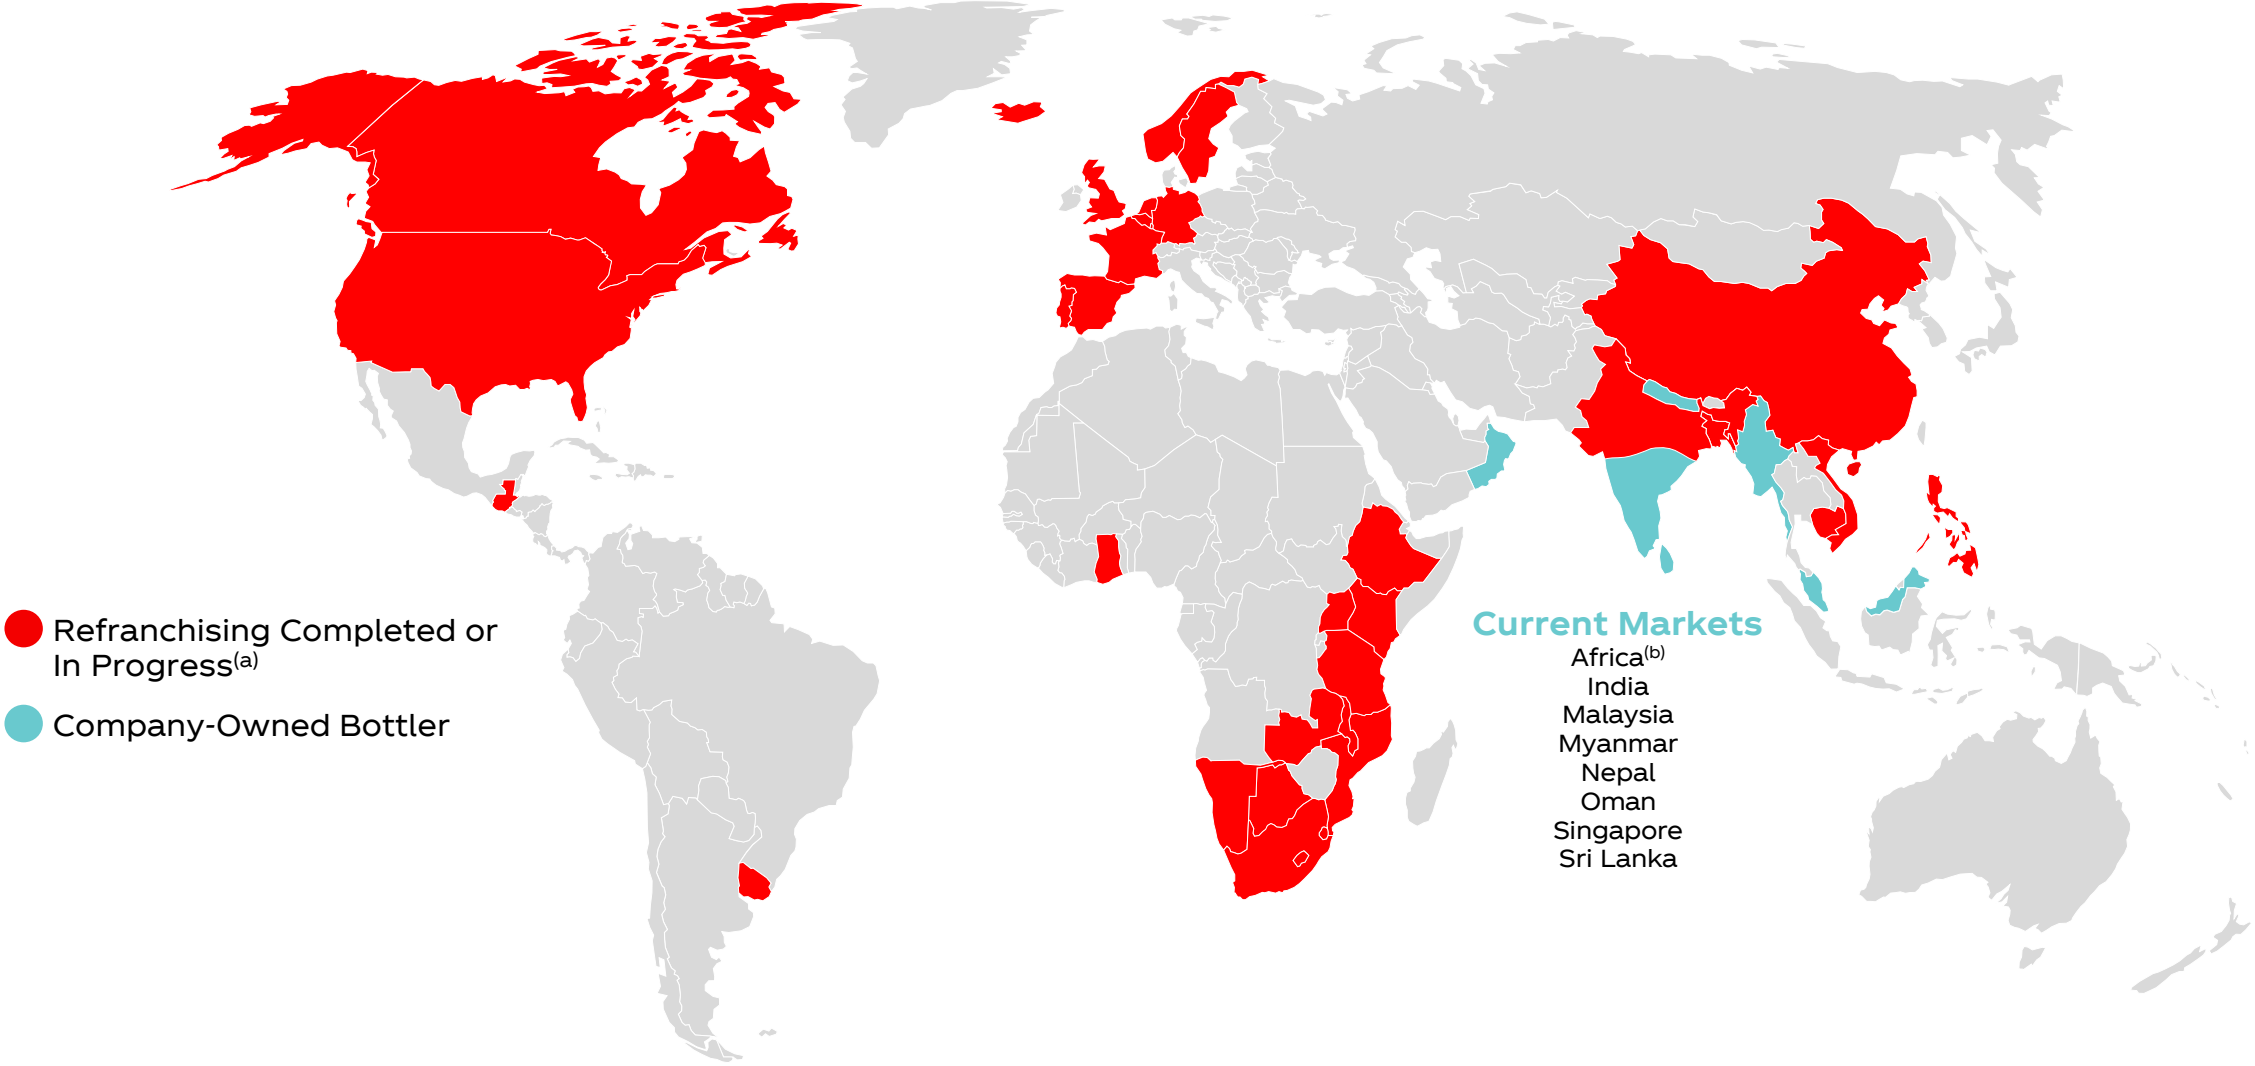 Refranchising Completed or
In Progress(a)
Company-Owned Bottler
Current Markets
Africa(b)
India
Malaysia
Myanmar
Nepal
Oman
Singapore
Sri Lanka